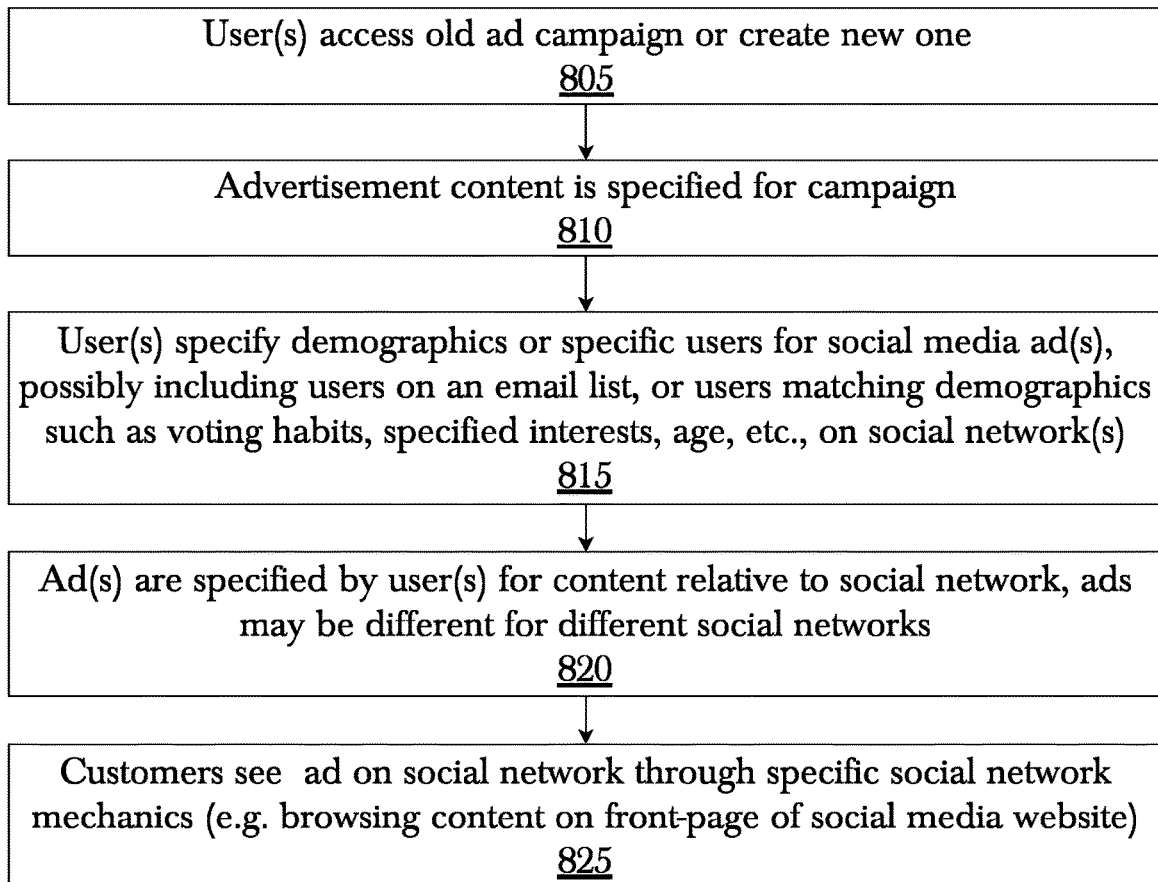 User(s) access old ad campaign or create new one
805
Advertisement content is specified for campaign
810
User(s) specify demographics or specific users for social media ad(s),
possibly including users on an email list, or users matching demographics
such as voting habits, specified interests, age, etc., on social network(s)
815
Ad(s) are specified by user(s) for content relative to social network, ads
may be different for different social networks
820
Customers see ad on social network through specific social network
mechanics (e.g. browsing content on front-page of social media website)
825